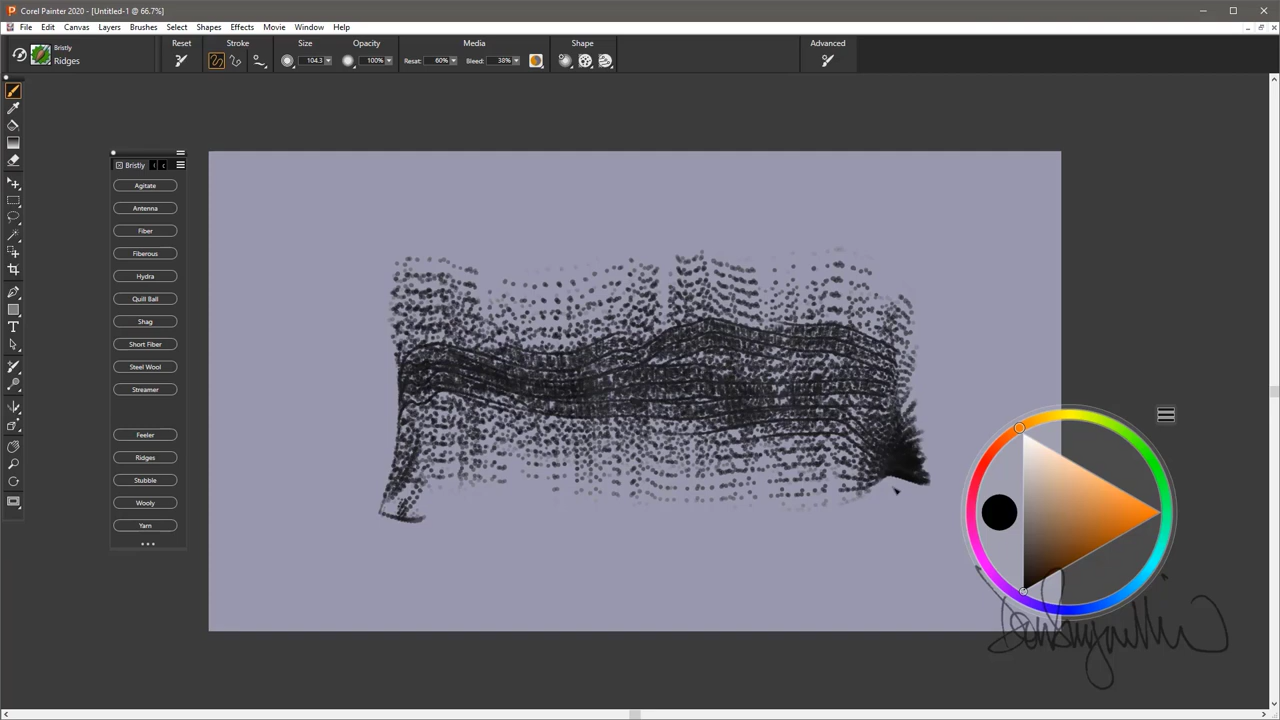 Corel Painter 2020 - [Untitled-1 @ 66.7%]
File Edit Canvas Layers Brushes Select Shapes Effects Movie Window Help
Bristly
Ridges
Reset Stroke Size Opacity Media Shape Advanced
104.3 100% Resat: 60% Bleed: 38%
Bristly
Agitate
Antenna
Fiber
Fiberous
Hydra
Quill Ball
Shag
Short Fiber
Steel Wool
Streamer
Feeler
Ridges
Stubble
Wooly
Yarn